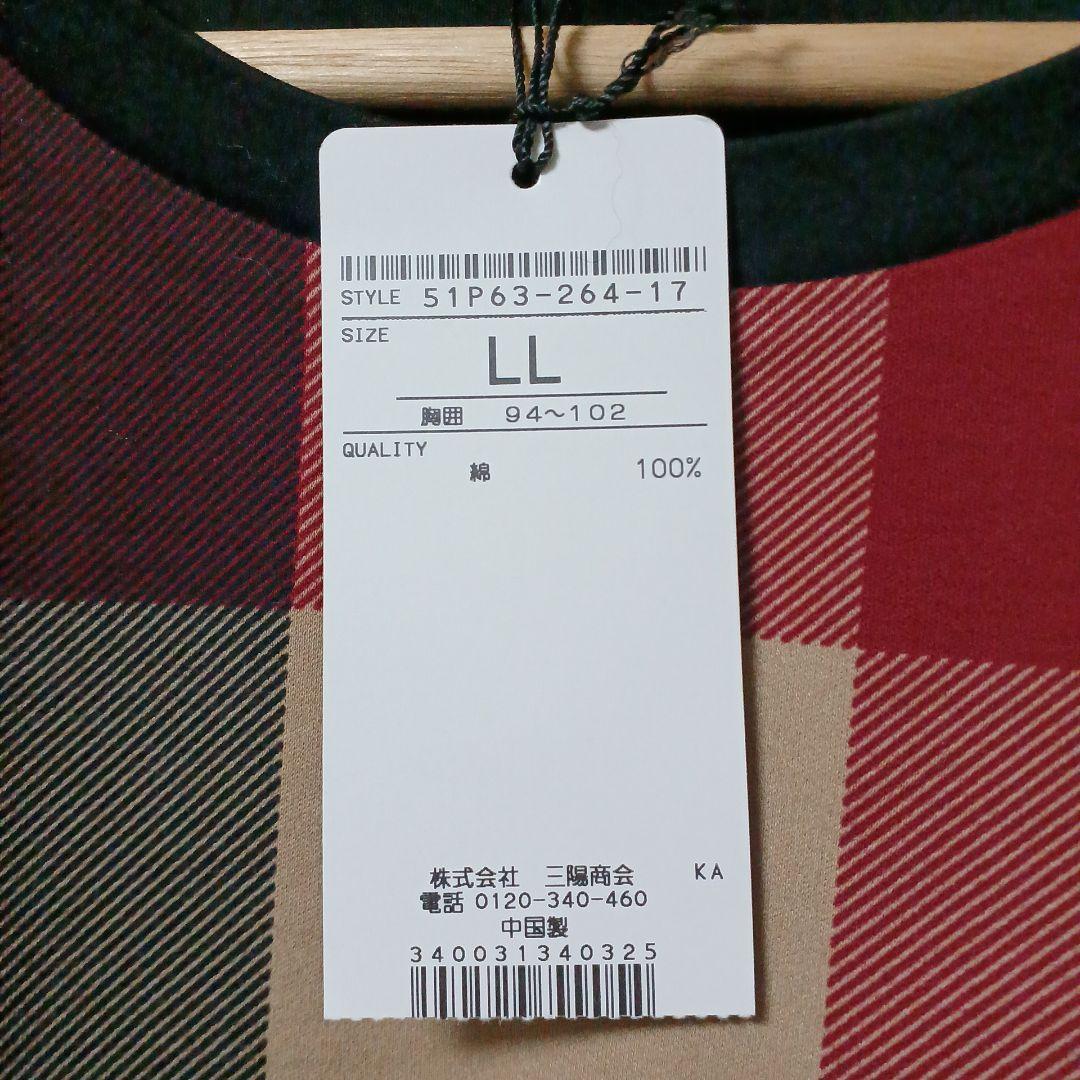 STYLE 51P63-264-17
SIZE
LL
胸囲 94～102
QUALITY
綿 100%
株式会社 三陽商会 KA
電話 0120-340-460
中国製
340031340325